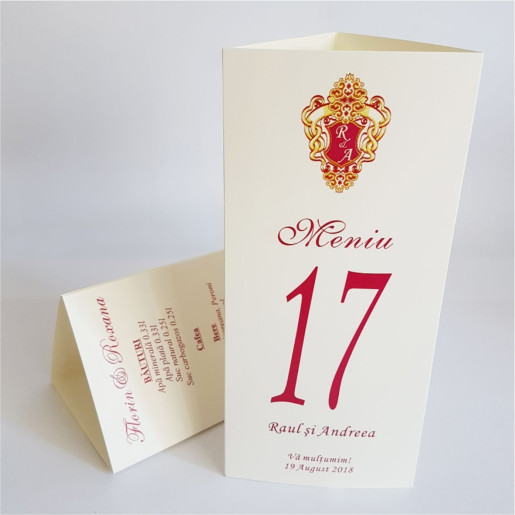 R
&
A
Meniu
17
Raul și Andreea
Vă mulțumim!
19 August 2018
Florin & Roxana
BĂUTURI
Apă minerală 0.33l
Apă plată 0.33l
Suc natural 0.25l
Suc carbogazos 0.25l
Cafea
Bere
Peroni